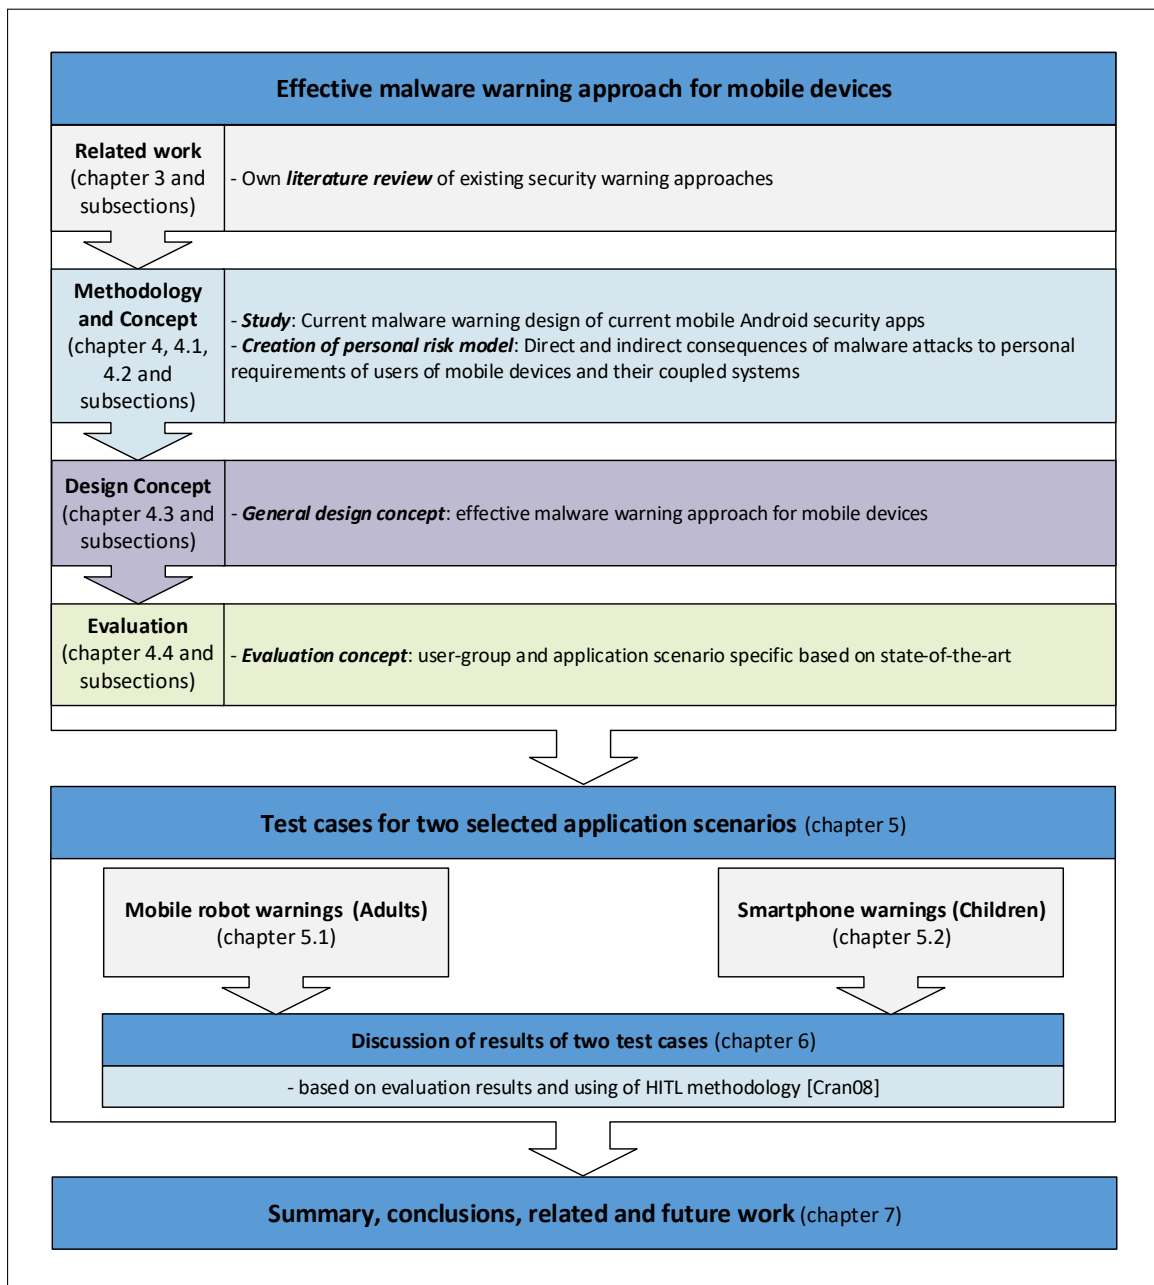 Effective malware warning approach for mobile devices
Related work
(chapter 3 and
subsections)
- Own literature review of existing security warning approaches
Methodology
and Concept
(chapter 4, 4.1,
4.2 and
subsections)
- Study: Current malware warning design of current mobile Android security apps
- Creation of personal risk model: Direct and indirect consequences of malware attacks to personal
requirements of users of mobile devices and their coupled systems
Design Concept
(chapter 4.3 and
subsections)
- General design concept: effective malware warning approach for mobile devices
Evaluation
(chapter 4.4 and
subsections)
- Evaluation concept: user-group and application scenario specific based on state-of-the-art
Test cases for two selected application scenarios (chapter 5)
Mobile robot warnings (Adults)
(chapter 5.1)
Smartphone warnings (Children)
(chapter 5.2)
Discussion of results of two test cases (chapter 6)
- based on evaluation results and using of HITL methodology [Cran08]
Summary, conclusions, related and future work (chapter 7)